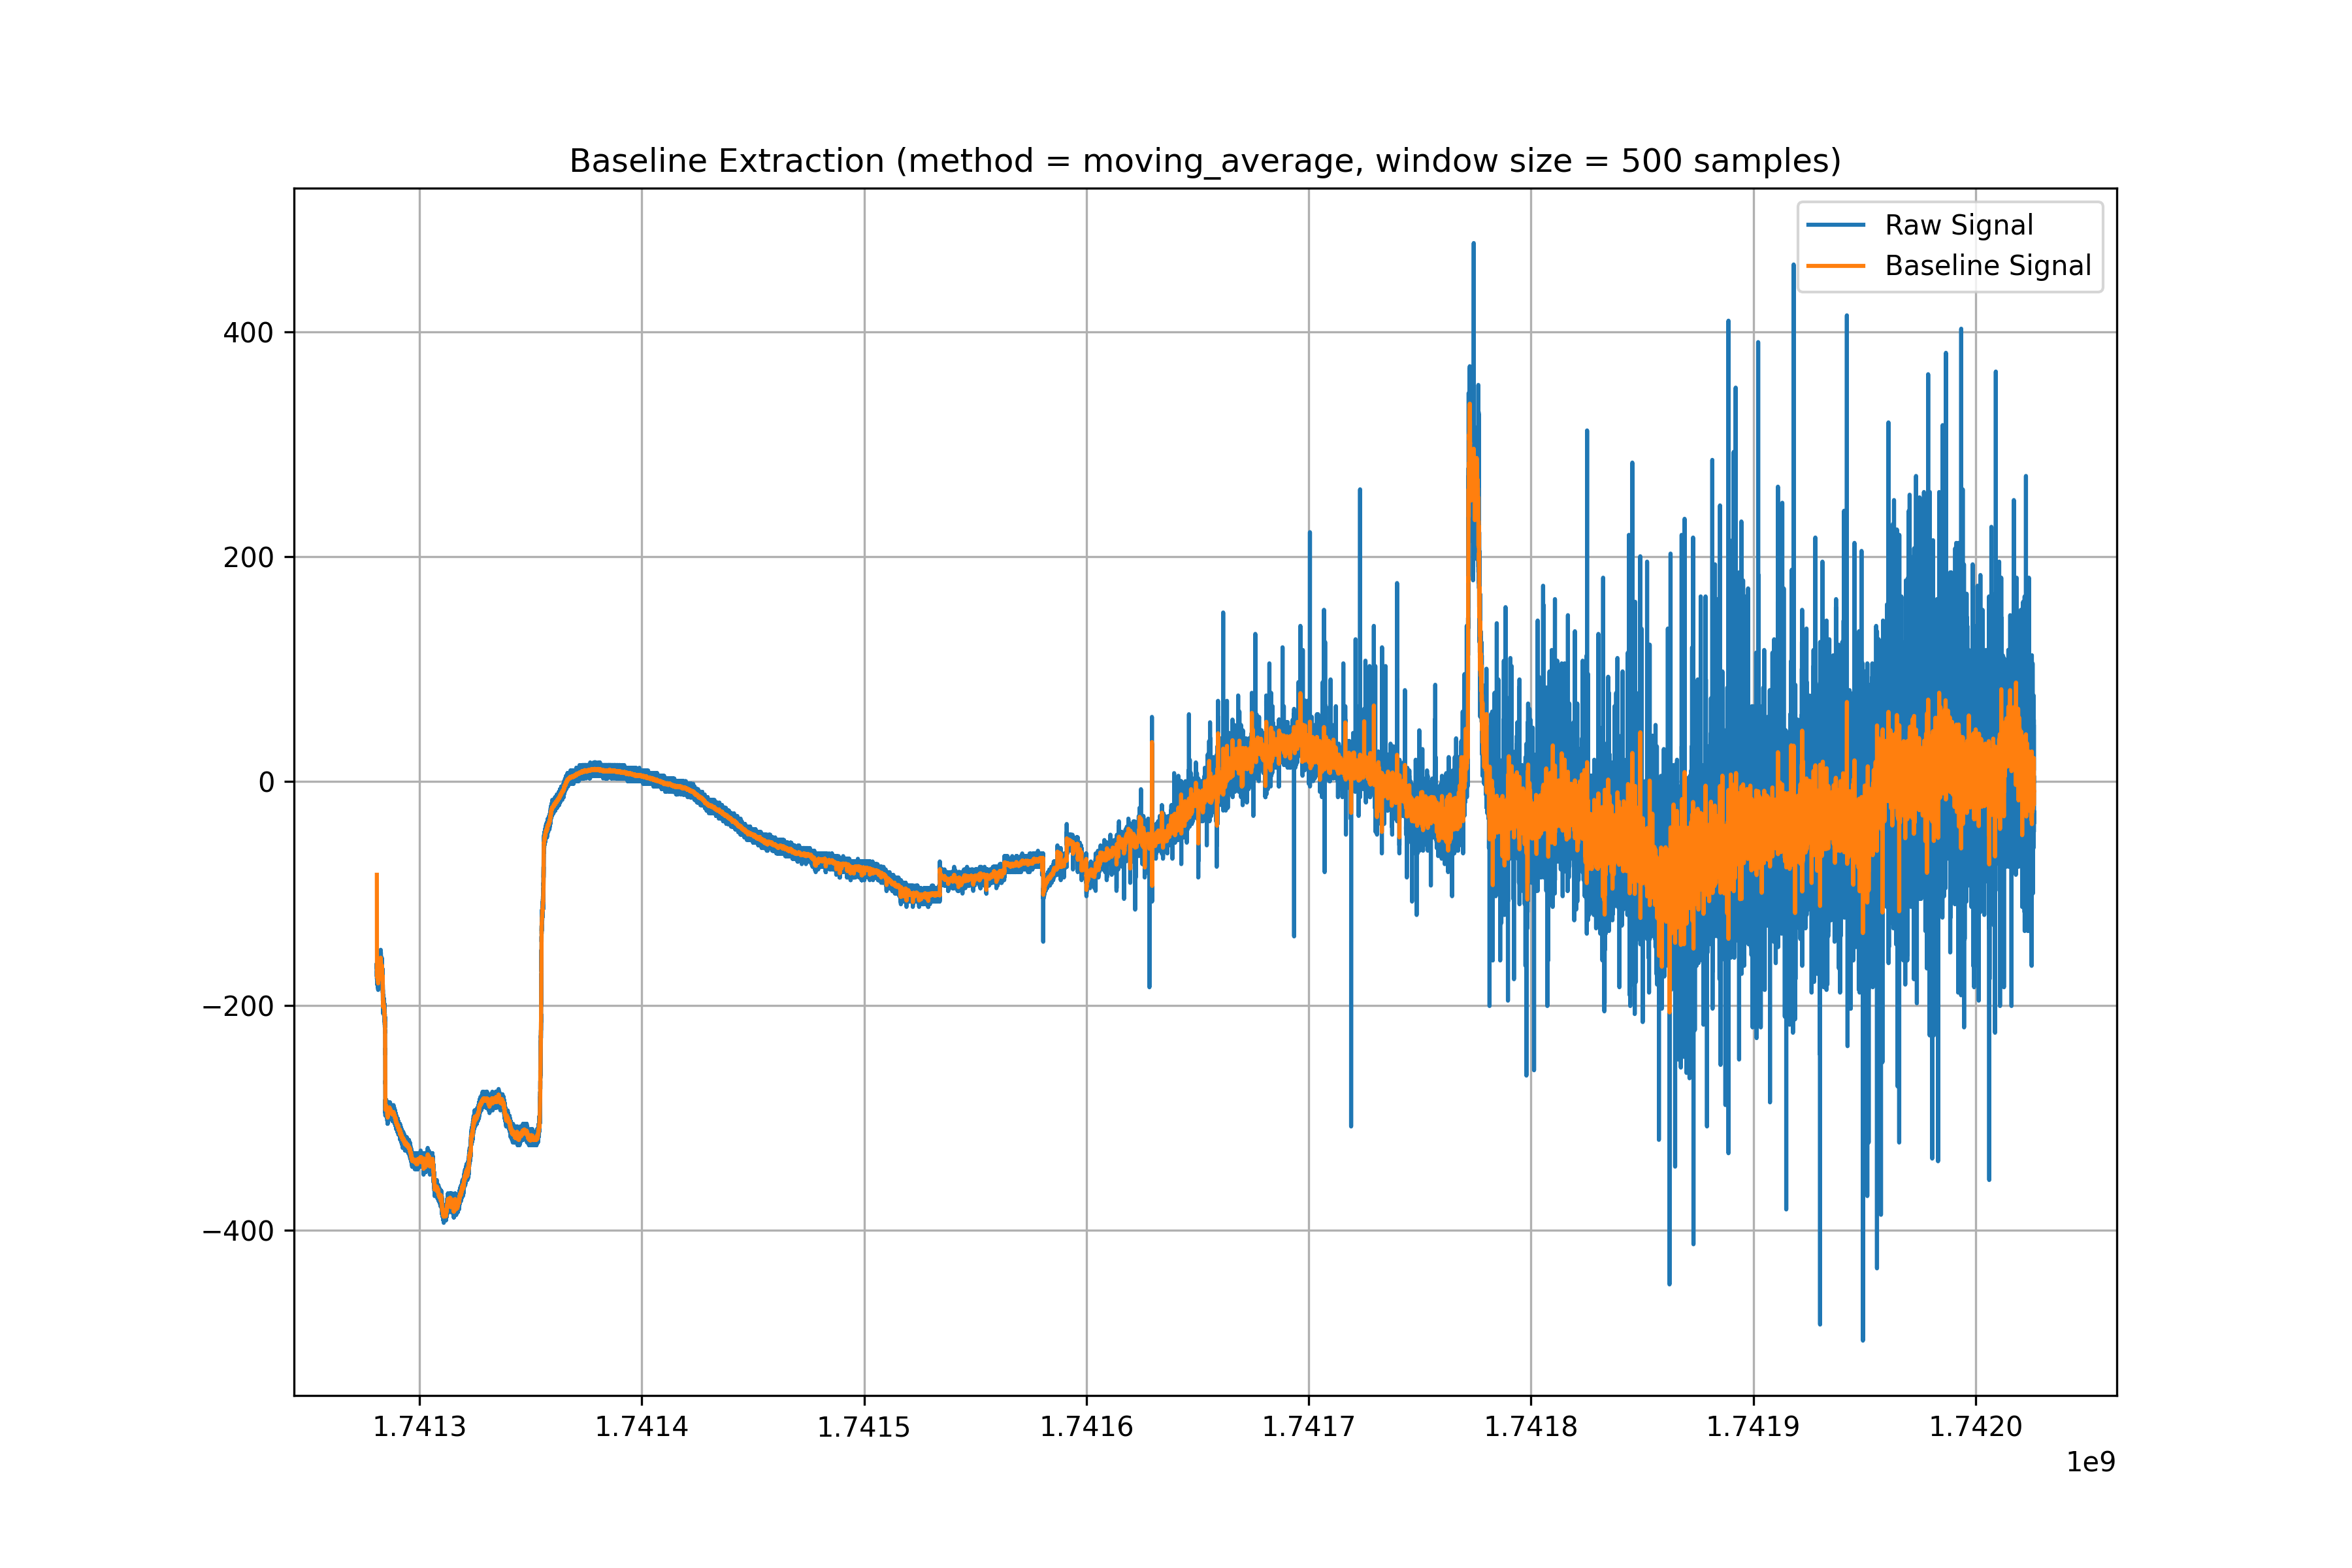 Baseline Extraction (method = moving_average, window size = 500 samples)
Raw Signal
Baseline Signal
400
200
0
−200
−400
1.7413 1.7414 1.7415 1.7416 1.7417 1.7418 1.7419 1.7420
1e9